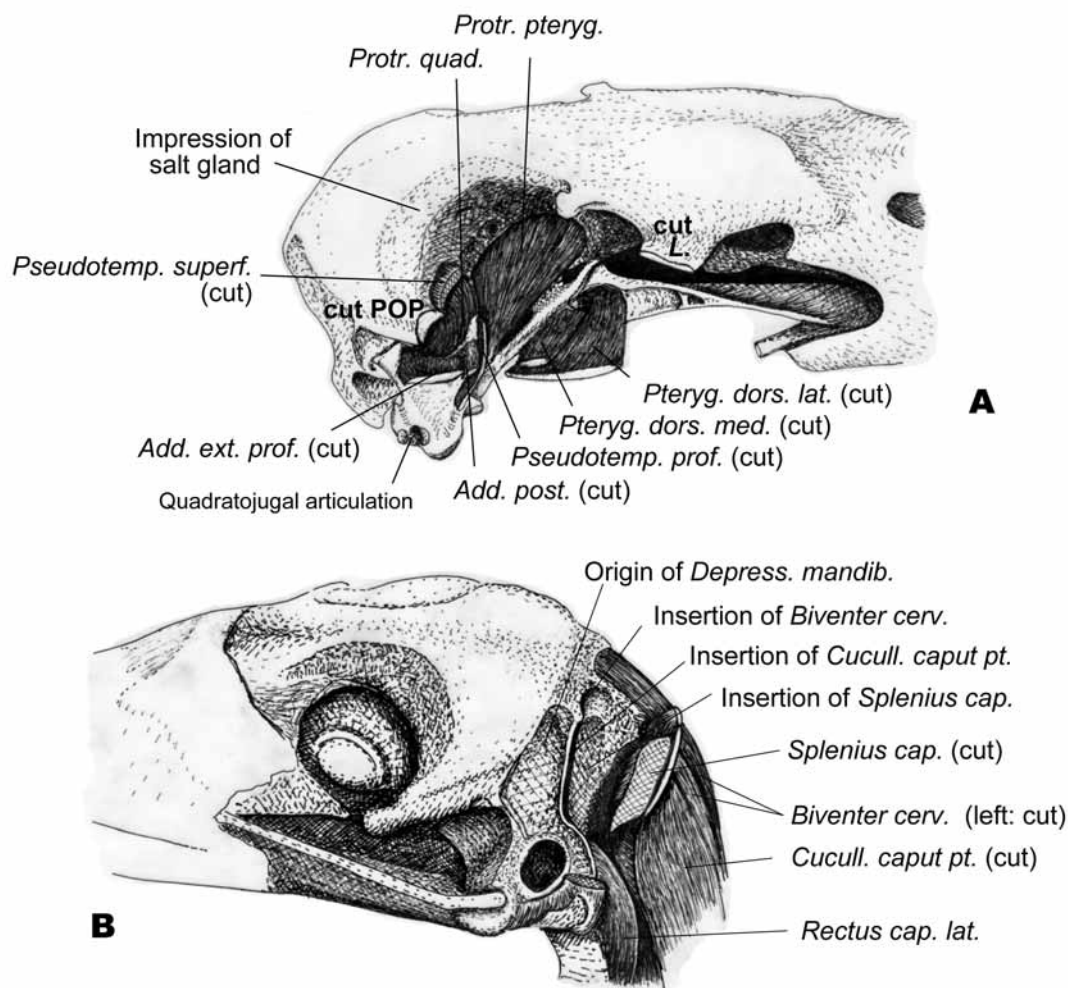 Protr. pteryg.
Protr. quad.
Impression of
salt gland
cut
L.
Pseudotemp. superf.
(cut)
cut POP
Pteryg. dors. lat. (cut)
A
Pteryg. dors. med. (cut)
Add. ext. prof. (cut)
Pseudotemp. prof. (cut)
Quadratojugal articulation
Add. post. (cut)
Origin of Depress. mandib.
Insertion of Biventer cerv.
Insertion of Cucull. caput pt.
Insertion of Splenius cap.
Splenius cap. (cut)
Biventer cerv. (left: cut)
Cucull. caput pt. (cut)
B
Rectus cap. lat.